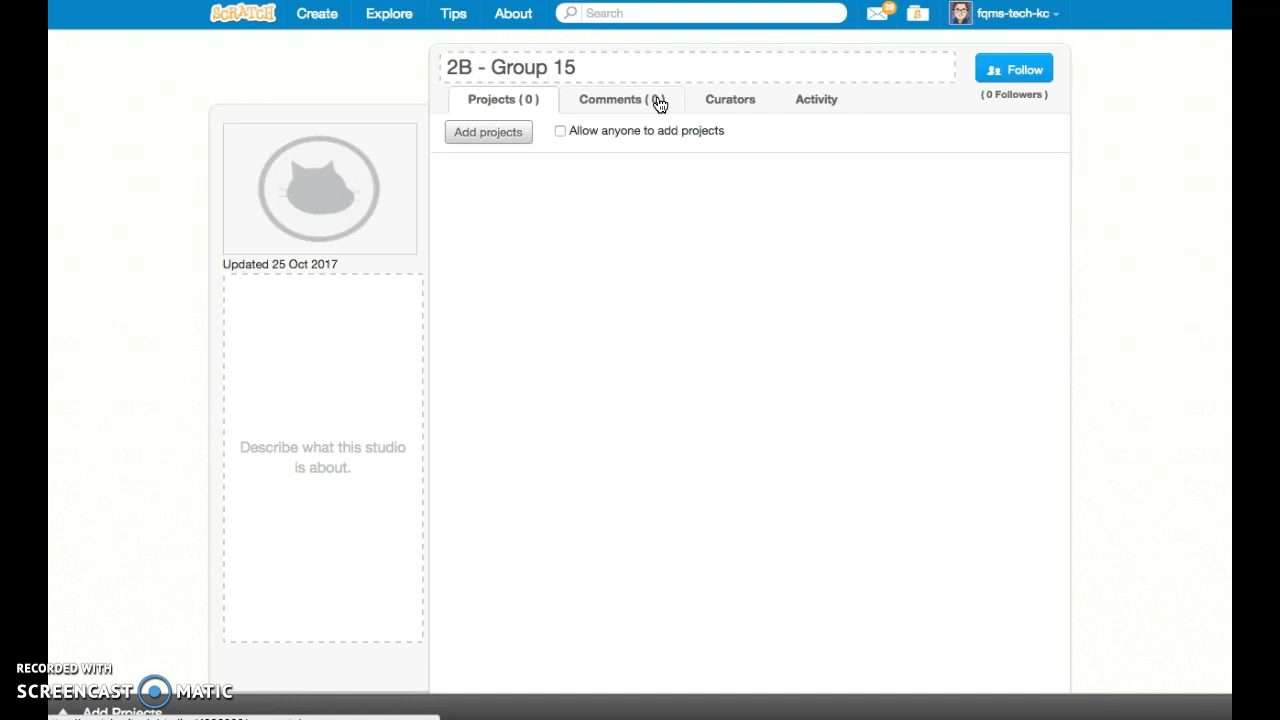 SCRATCH Create Explore Tips About Search 28 fqms-tech-kc
2B - Group 15
Follow
( 0 Followers )
Projects ( 0 ) Comments ( 0 ) Curators Activity
Add projects Allow anyone to add projects
Updated 25 Oct 2017
Describe what this studio
is about.
RECORDED WITH
SCREENCAST MATIC
Add Projects